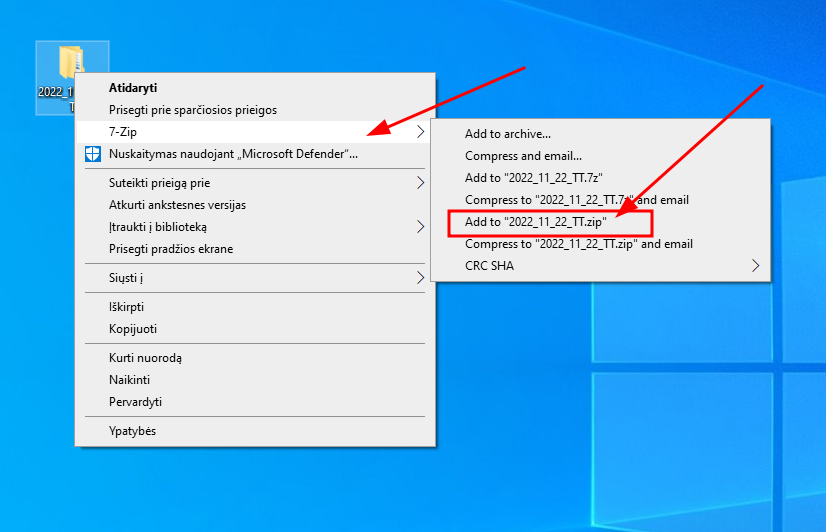 2022_1
T
Atidaryti
Prisegti prie sparčiosios prieigos
7-Zip
Nuskaitymas naudojant „Microsoft Defender“...
Suteikti prieigą prie
Atkurti ankstesnes versijas
Įtraukti į biblioteką
Prisegti pradžios ekrane
Siųsti į
Iškirpti
Kopijuoti
Kurti nuorodą
Naikinti
Pervardyti
Ypatybės
Add to archive...
Compress and email...
Add to "2022_11_22_TT.7z"
Compress to "2022_11_22_TT.7z" and email
Add to "2022_11_22_TT.zip"
Compress to "2022_11_22_TT.zip" and email
CRC SHA